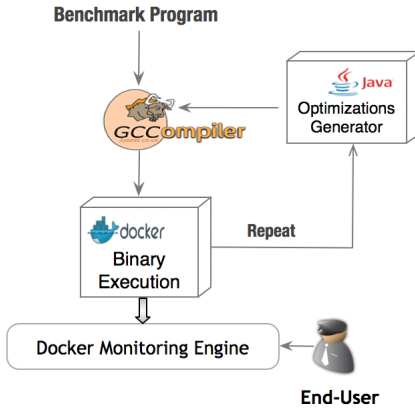 Benchmark Program
Java
Optimizations
Generator
GCCompiler
docker
Binary
Execution
Repeat
Docker Monitoring Engine
End-User